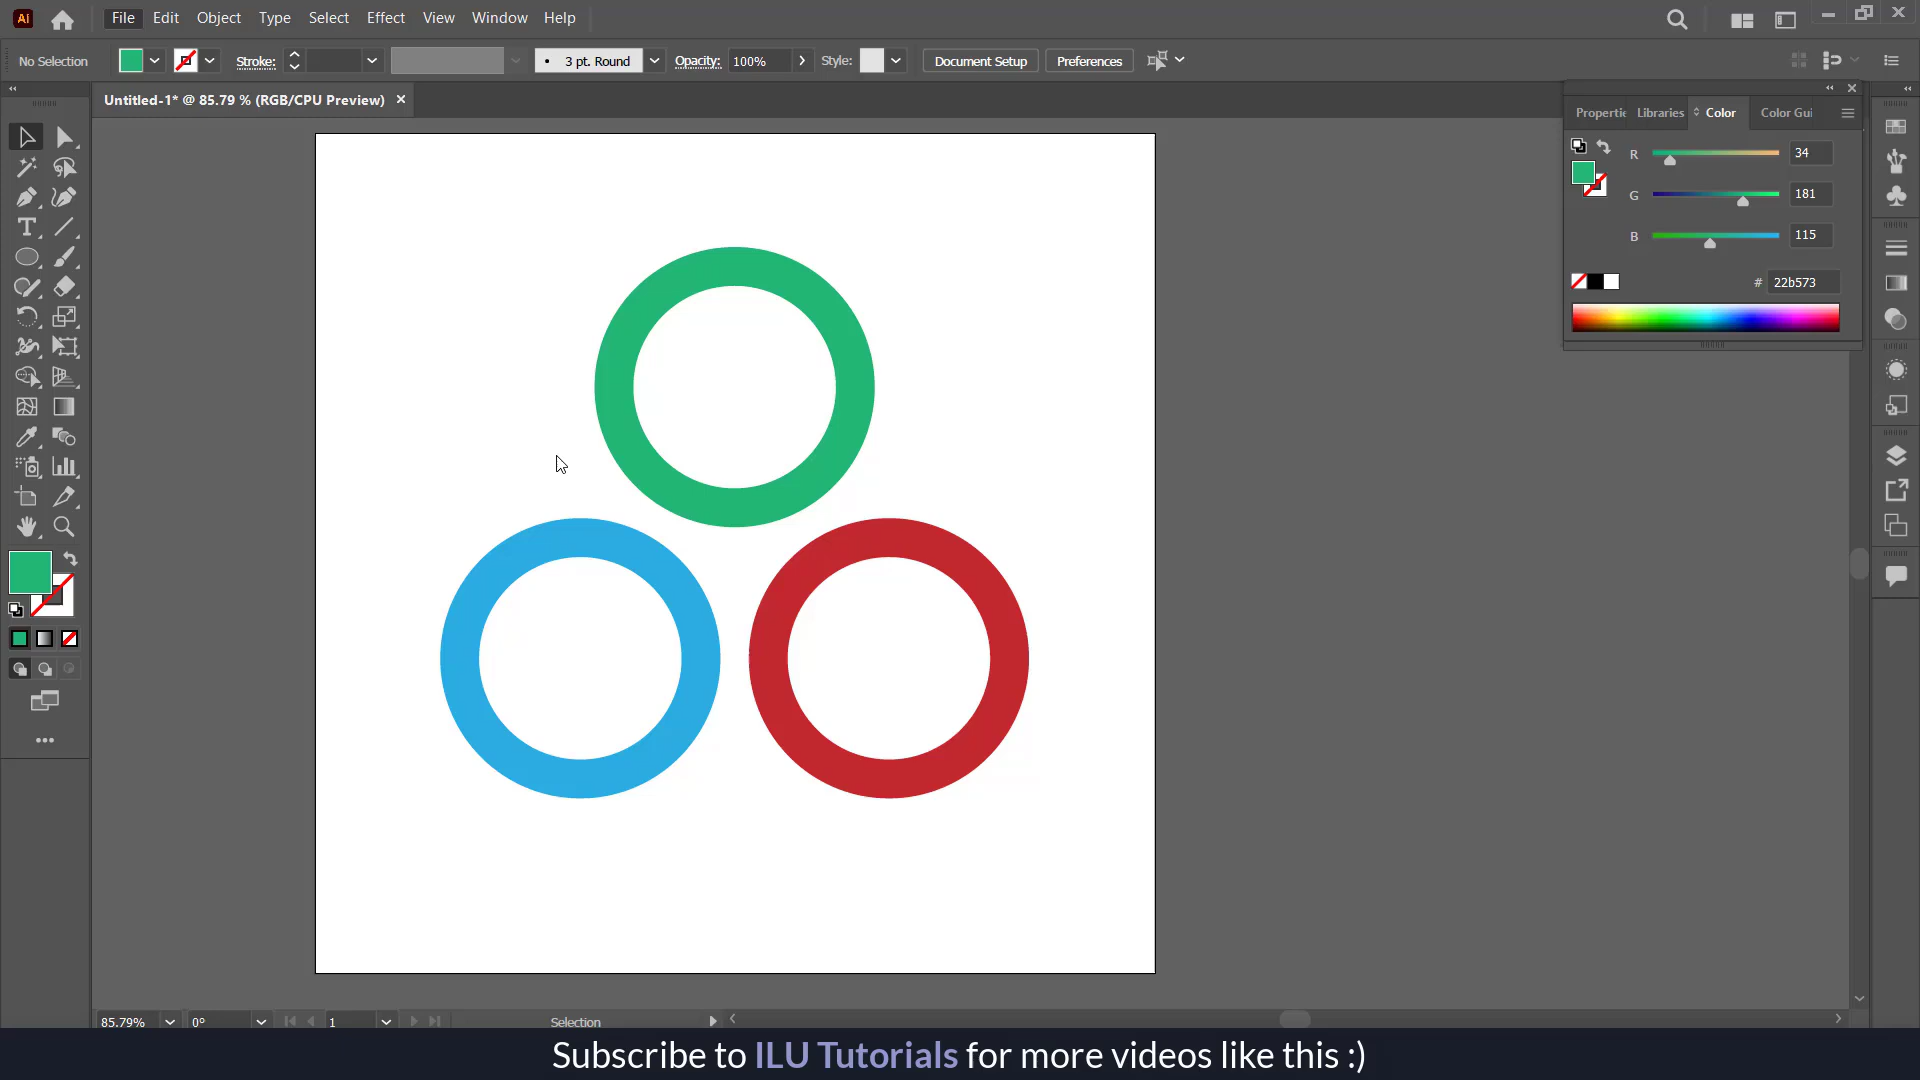 Ai File Edit Object Type Select Effect View Window Help
No Selection Stroke: 3 pt. Round Opacity: 100% Style: Document Setup Preferences
Untitled-1* @ 85.79 % (RGB/CPU Preview)
Propertie Libraries Color Color Gui
R 34
G 181
B 115
# 22b573
85.79% 0° 1 Selection
Subscribe to ILU Tutorials for more videos like this :)